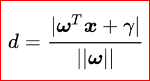 d = |ω^T x + γ| / ||ω||